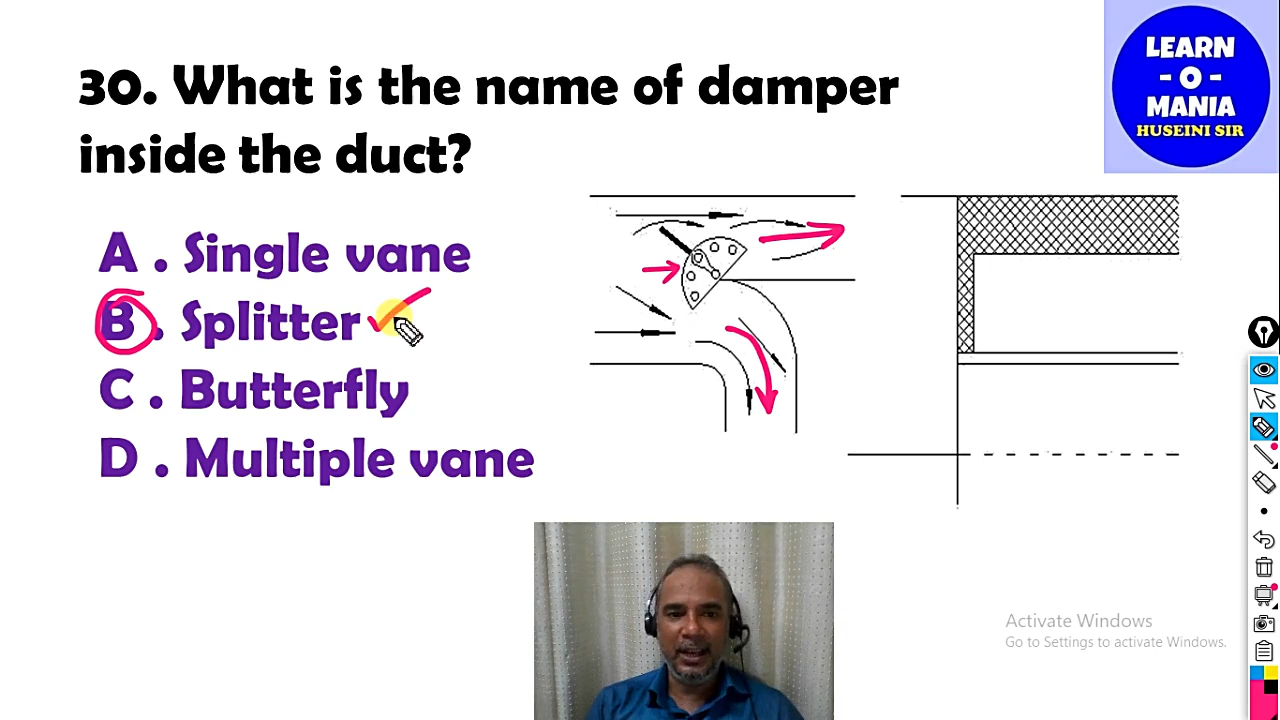 30. What is the name of damper
inside the duct?
LEARN
- O -
MANIA
HUSEINI SIR
A . Single vane
B . Splitter
C . Butterfly
D . Multiple vane
Activate Windows
Go to Settings to activate Windows.